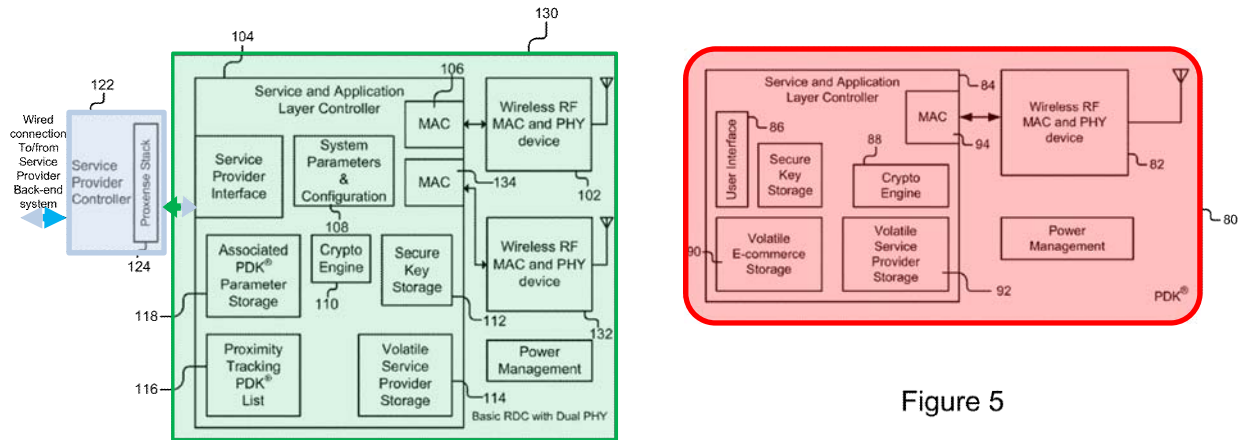 130
104
122
106
Wired
connection
To/from
Service
Provider
Back-end
system
Service
Provider
Controller
Proxense Stack
124
Service and Application
Layer Controller
MAC
Wireless RF
MAC and PHY
device
102
Service
Provider
Interface
System
Parameters
&
Configuration
108
MAC
134
Associated
PDK®
Parameter
Storage
118
Crypto
Engine
110
Secure
Key
Storage
112
Wireless RF
MAC and PHY
device
132
Proximity
Tracking
PDK®
List
116
Volatile
Service
Provider
Storage
114
Power
Management
Basic RDC with Dual PHY
Service and Application
Layer Controller
84
User Interface
86
Secure
Key
Storage
MAC
94
88
Crypto
Engine
Wireless RF
MAC and PHY
device
82
80
90
Volatile
E-commerce
Storage
Volatile
Service
Provider
Storage
92
Power
Management
PDK®
Figure 5